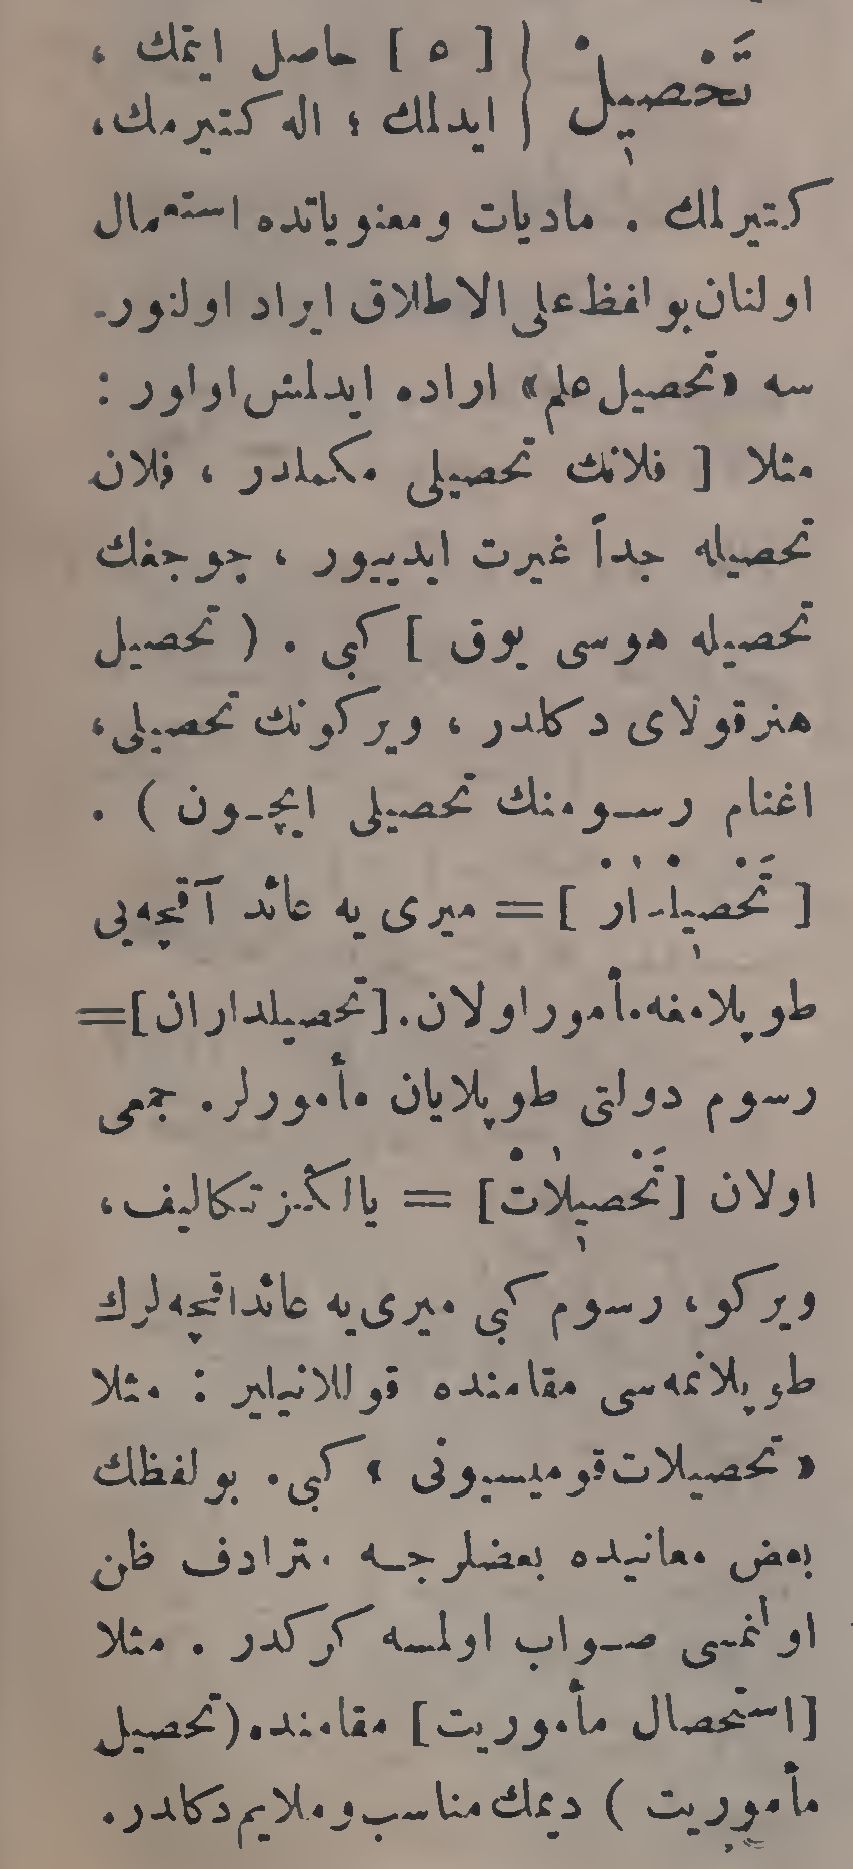 تَحْصِيلْ { [ ٥ ] حاصل ايتمك ،
ايدلمك ؛ اله كتيرمك،
كتيرلمك . ماديات ومعنوياتده استعمال
اولنان بو لفظ على الاطلاق ايراد اولنور-
سه «تحصيل علم» اراده ايدلمش اولور :
مثلا [ فلانك تحصيلى مكملدر ، فلان
تحصيله جداً غيرت ايدييور ، چوجغك
تحصيله هوسى يوق ] كبى . ( تحصيل
هنر قولاى دكلدر ، ويركونك تحصيلى،
اغنام رسومنك تحصيلى ايچون ) .
[ تَحْصِيلْدَارْ ] = ميرى يه عائد آقچه يى
طوپلامغه مأمور اولان. [تحصيلداران] =
رسوم دولتى طوپلايان مأمورلر. جمعى
اولان [تَحْصِيلَاتْ] = يالكز تكاليف،
ويركو، رسوم كبى ميرى يه عائد اقچه لرك
طوپلانمه سى مقامنده قوللانيلير : مثلا
«تحصيلات قوميسيونى» كبى. بو لفظك
بعض معانيده بعضلرجه مترادف ظن
اولنمسى صواب اولمسه كركدر . مثلا
[استحصال مأموريت] مقامنده (تحصيل
مأموريت ) ديمك مناسب وملايم دكلدر.